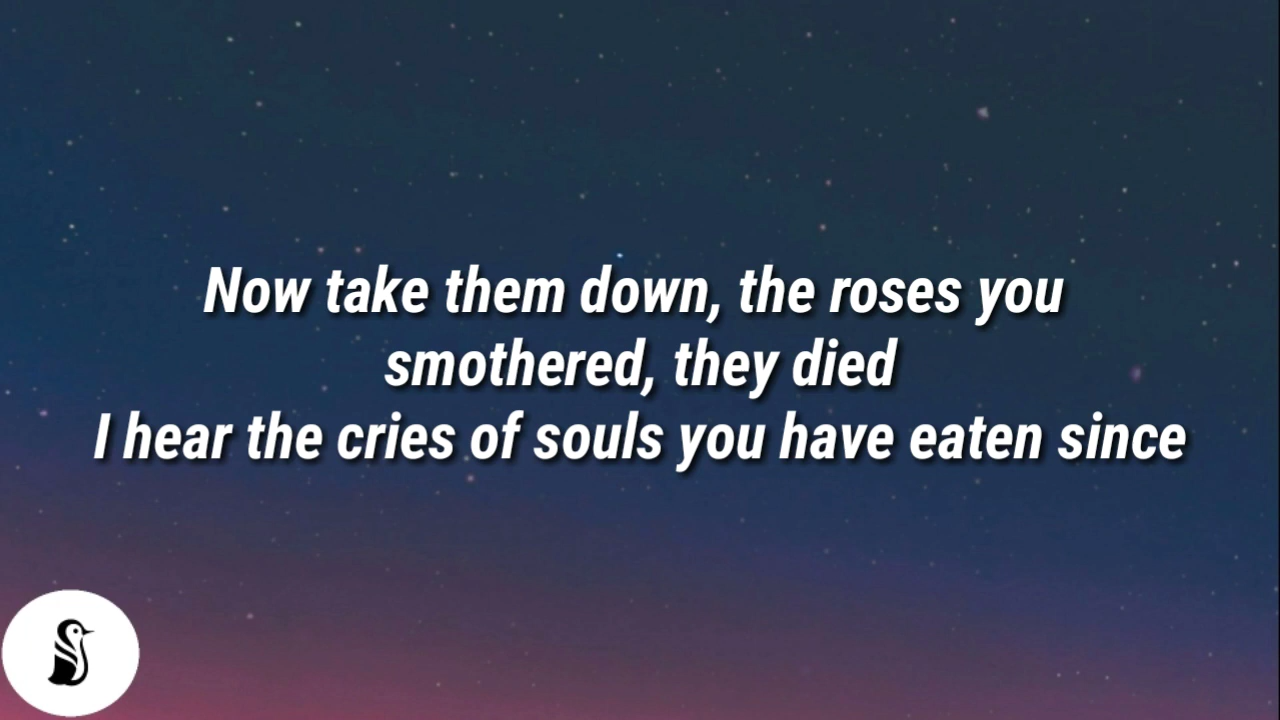 Now take them down, the roses you
smothered, they died
I hear the cries of souls you have eaten since